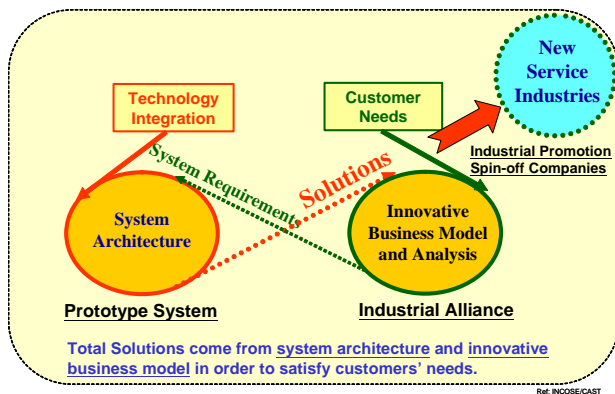 New
Service
Industries
Technology
Integration
Customer
Needs
Industrial Promotion
Spin-off Companies
System Requirements
Solutions
System
Architecture
Innovative
Business Model
and Analysis
Prototype System
Industrial Alliance
Total Solutions come from system architecture and innovative
business model in order to satisfy customers' needs.
Ref: INCOSE/CAST